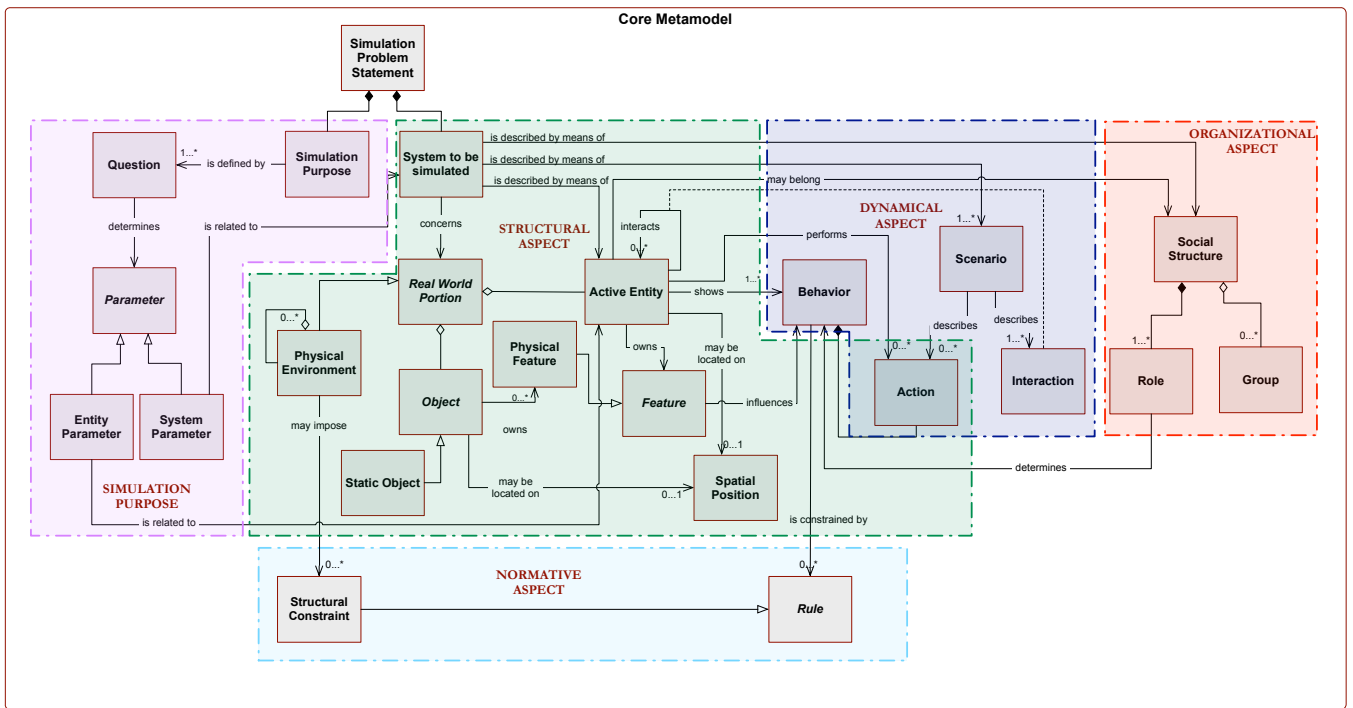 Core Metamodel
Simulation
Problem
Statement
Question
1...*
is defined by
Simulation
Purpose
System to be
simulated
is described by means of
is described by means of
is described by means of
ORGANIZATIONAL
ASPECT
may belong
determines
is related to
concerns
STRUCTURAL
ASPECT
interacts
0...*
DYNAMICAL
ASPECT
performs
1...*
Scenario
Social
Structure
Parameter
Real World
Portion
Active Entity
shows
1...*
Behavior
0...*
Physical
Environment
Physical
Feature
owns
may be
located on
describes
describes
0...*
0...*
1...*
1...*
0...*
Entity
Parameter
System
Parameter
may impose
Object
0...*
owns
Feature
influences
Action
Interaction
Role
Group
Static Object
may be
located on
0...1
0...1
Spatial
Position
determines
SIMULATION
PURPOSE
is related to
is constrained by
0...*
NORMATIVE
ASPECT
0...*
Structural
Constraint
Rule